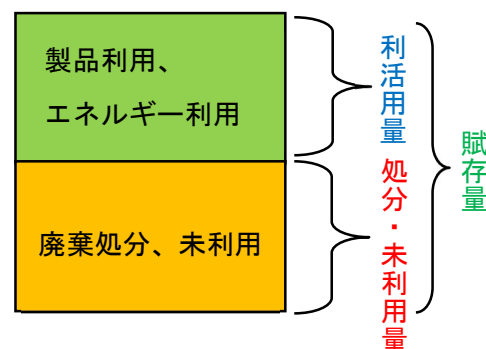 製品利用、
エネルギー利用
廃棄処分、未利用
利活用量
処分・未利用量
賦存量